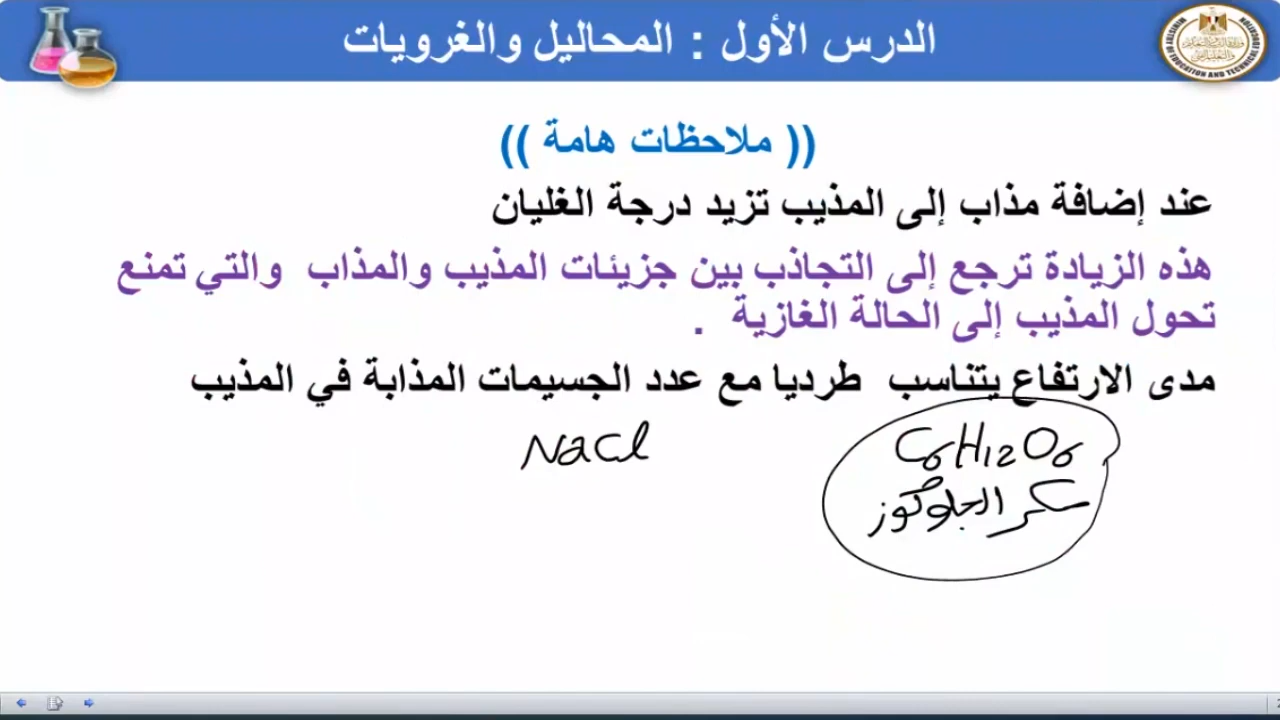 الدرس الأول : المحاليل والغرويات
(( ملاحظات هامة ))
عند إضافة مذاب إلى المذيب تزيد درجة الغليان
هذه الزيادة ترجع إلى التجاذب بين جزيئات المذيب والمذاب والتي تمنع
تحول المذيب إلى الحالة الغازية .
مدى الارتفاع يتناسب طرديا مع عدد الجسيمات المذابة في المذيب
C6H12O6
NaCl
سكر الجلوكوز